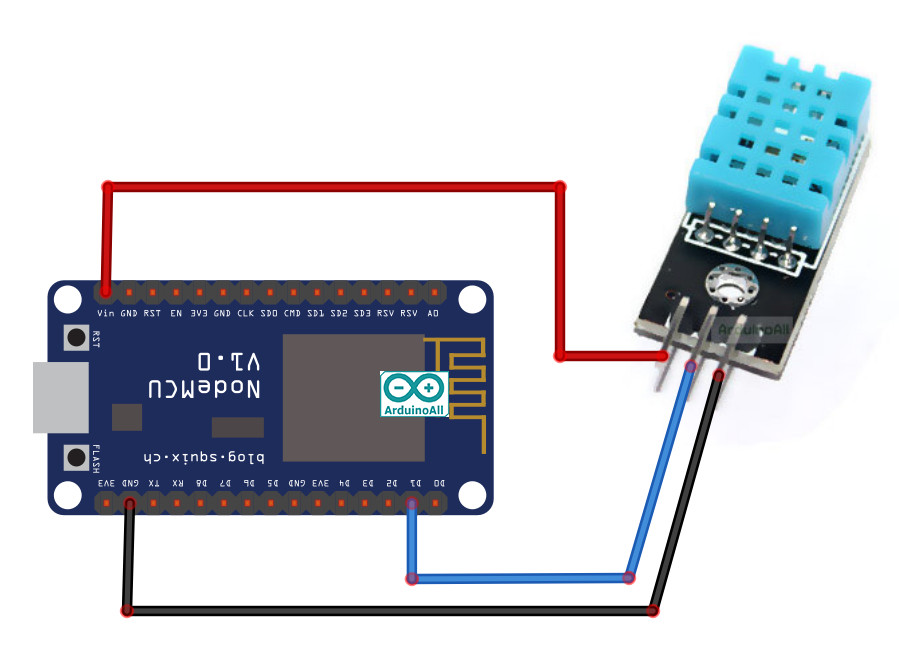 ArduinoAll
Vin GND RST EN 3V3 GND CLK SD0 CMD SD1 SD2 SD3 RSV RSV A0
RST
NodeMCU
V1.0
ArduinoAll
FLASH
blog.squix.ch
3V3 GND TX RX D8 D7 D6 D5 GND 3V3 D4 D3 D2 D1 D0